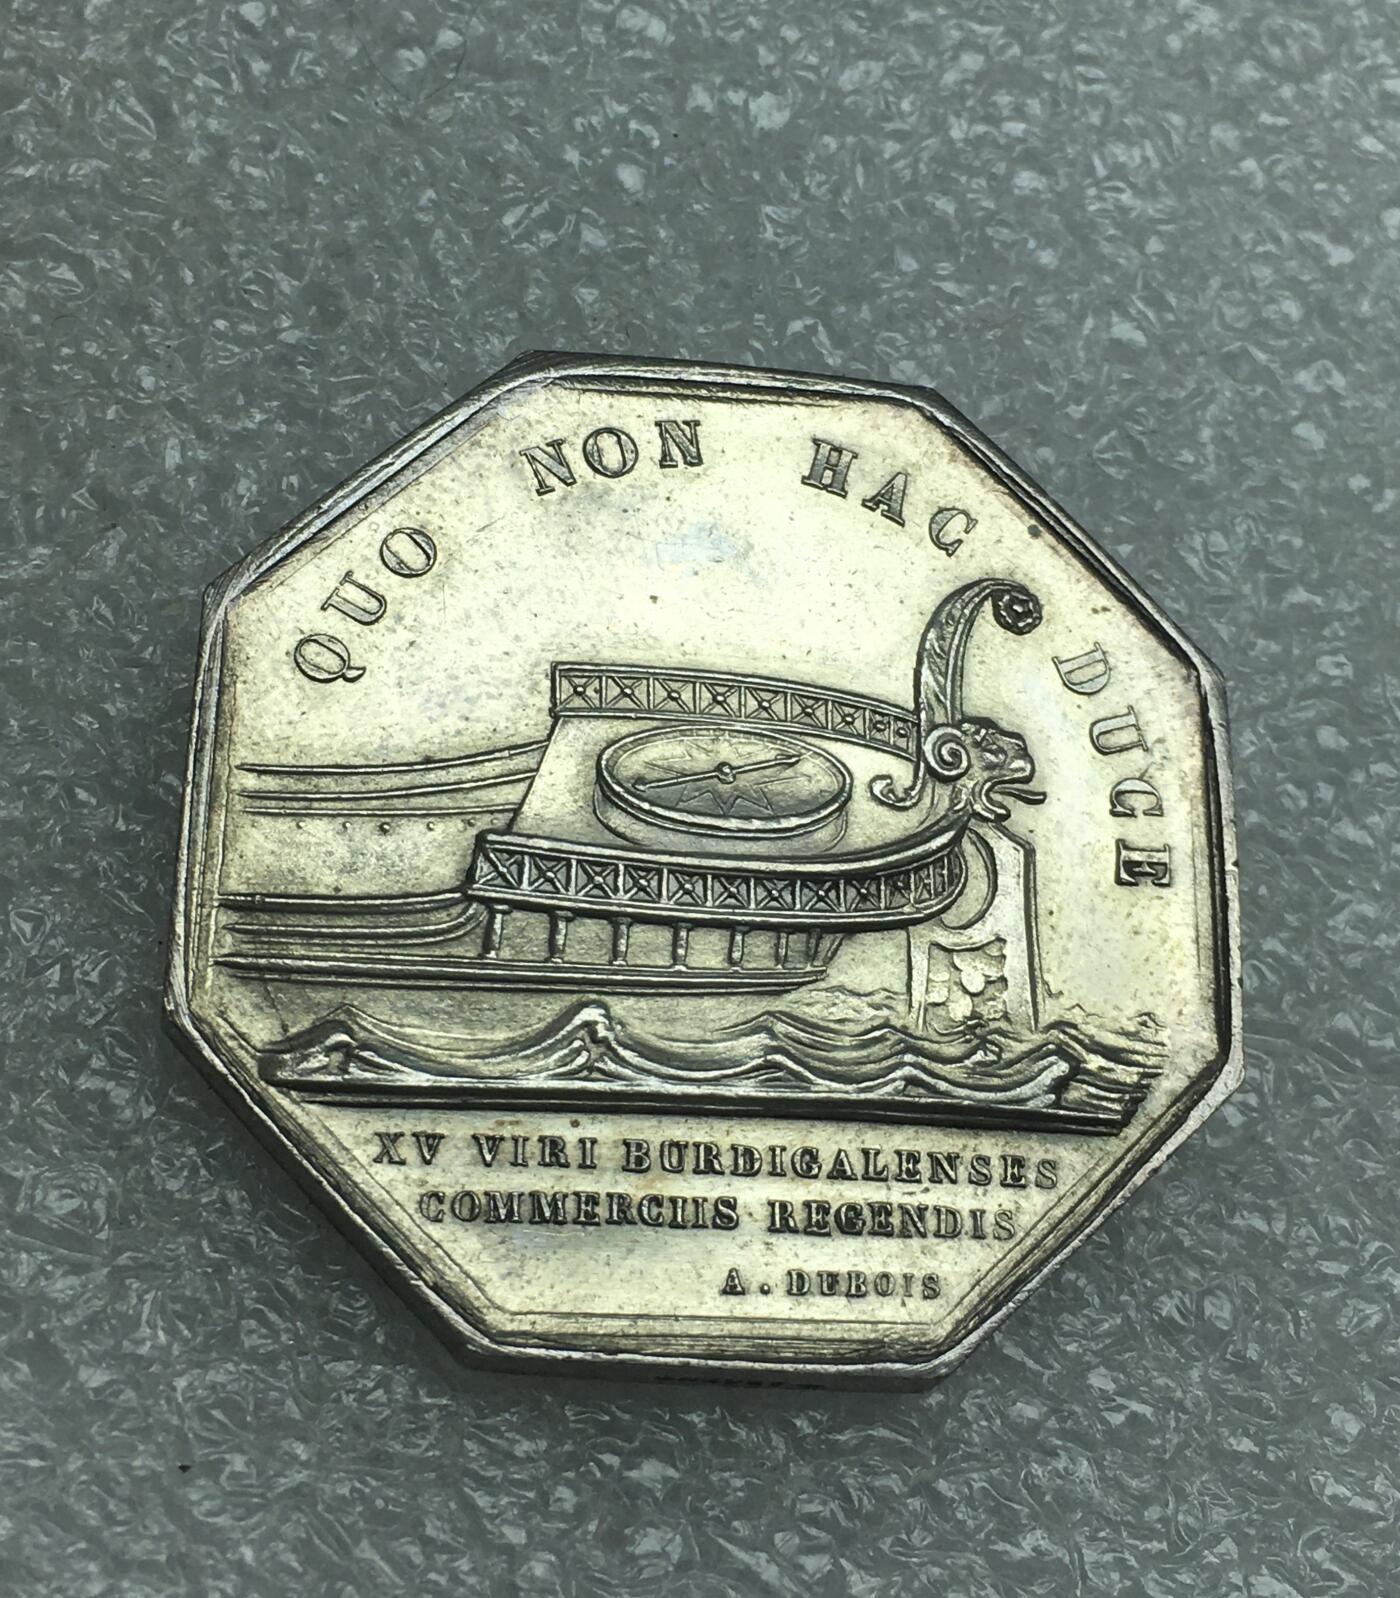 QUO NON HAC DUCE
XV VIRI BURDIGALENSES
COMMERCIIS REGENDIS
A. DUBOIS